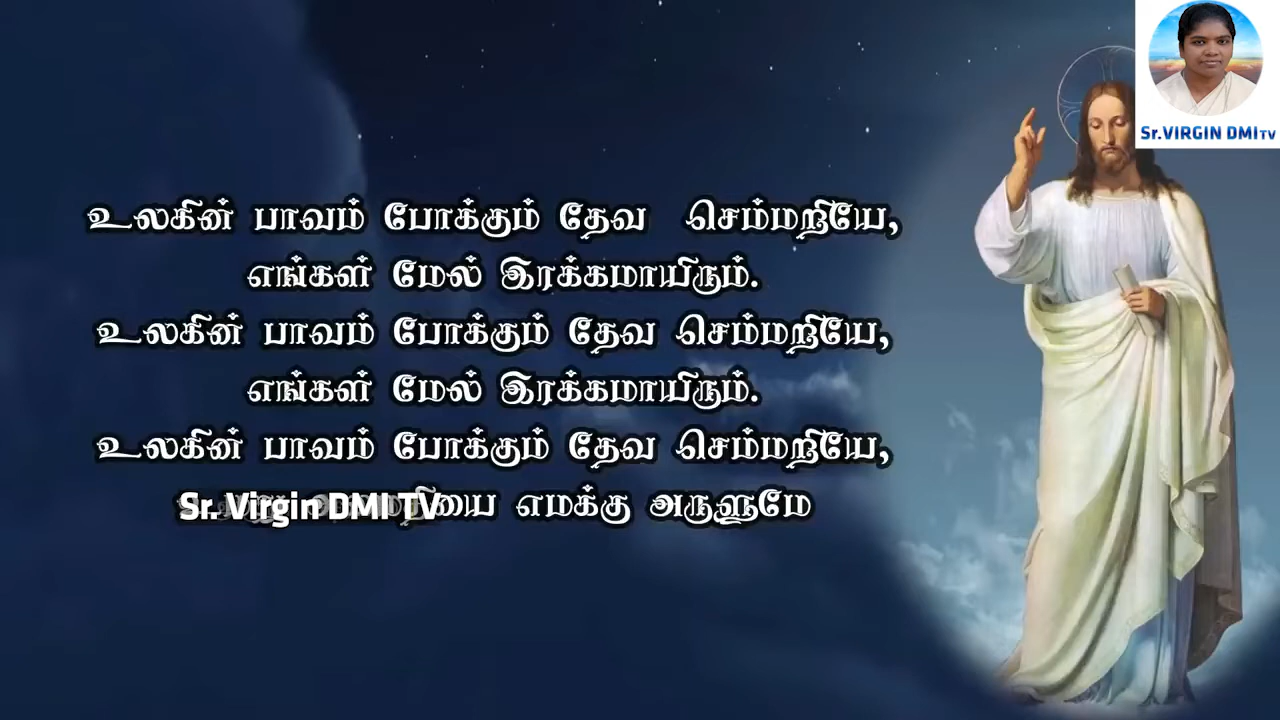 Sr.VIRGIN DMI TV
உலகின் பாவம் போக்கும் தேவ செம்மறியே,
எங்கள் மேல் இரக்கமாயிரும்.
உலகின் பாவம் போக்கும் தேவ செம்மறியே,
எங்கள் மேல் இரக்கமாயிரும்.
உலகின் பாவம் போக்கும் தேவ செம்மறியே,
எமக்கு அருளுமே
Sr. Virgin DMI TV